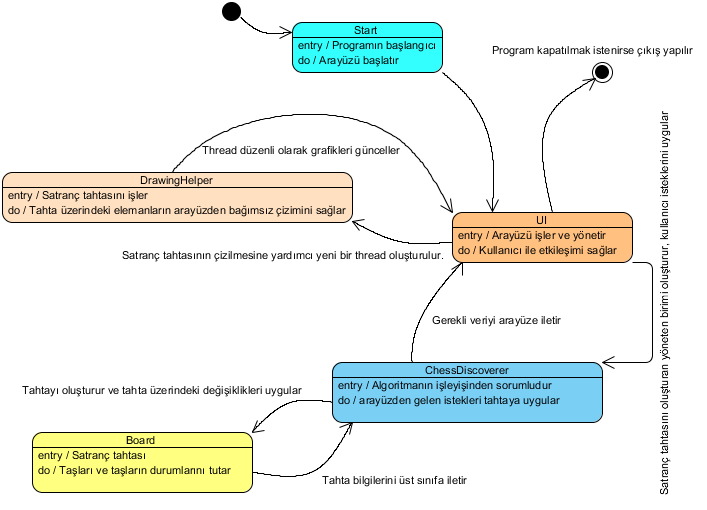 Start
entry / Programın başlangıcı
do / Arayüzü başlatır
Program kapatılmak istenirse çıkış yapılır
Thread düzenli olarak grafikleri günceller
DrawingHelper
entry / Satranç tahtasını işler
do / Tahta üzerindeki elemanların arayüzden bağımsız çizimini sağlar
UI
entry / Arayüzü işler ve yönetir
do / Kullanıcı ile etkileşimi sağlar
Satranç tahtasının çizilmesine yardımcı yeni bir thread oluşturulur.
Satranç tahtasını oluşturan yöneten birimi oluşturur, kullanıcı isteklerini uygular
Gerekli veriyi arayüze iletir
ChessDiscoverer
entry / Algoritmanın işleyişinden sorumludur
do / arayüzden gelen istekleri tahtaya uygular
Tahtayı oluşturur ve tahta üzerindeki değişiklikleri uygular
Board
entry / Satranç tahtası
do / Taşları ve taşların durumlarını tutar
Tahta bilgilerini üst sınıfa iletir